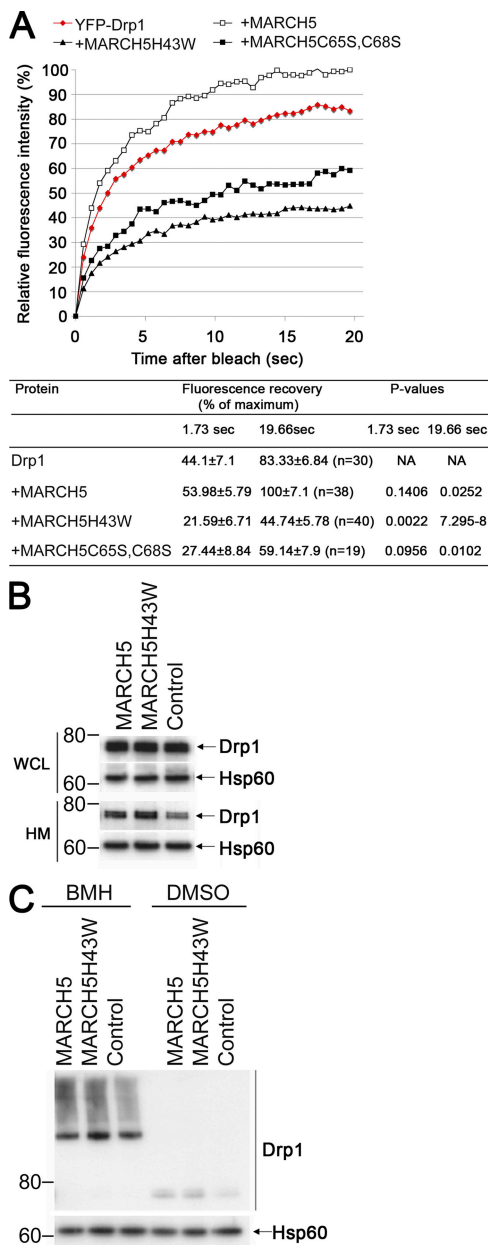 A
YFP-Drp1 +MARCH5
+MARCH5H43W +MARCH5C65S,C68S
Relative fluorescence intensity (%)
100
90
80
70
60
50
40
30
20
10
0
0 5 10 15 20
Time after bleach (sec)
Protein Fluorescence recovery (% of maximum) P-values
1.73 sec 19.66sec 1.73 sec 19.66 sec
Drp1 44.1±7.1 83.33±6.84 (n=30) NA NA
+MARCH5 53.98±5.79 100±7.1 (n=38) 0.1406 0.0252
+MARCH5H43W 21.59±6.71 44.74±5.78 (n=40) 0.0022 7.295-8
+MARCH5C65S,C68S 27.44±8.84 59.14±7.9 (n=19) 0.0956 0.0102
B
MARCH5
MARCH5H43W
Control
80
WCL
Drp1
60
Hsp60
HM
Drp1
60
Hsp60
C
BMH DMSO
MARCH5
MARCH5H43W
Control
MARCH5
MARCH5H43W
Control
Drp1
80
60
Hsp60